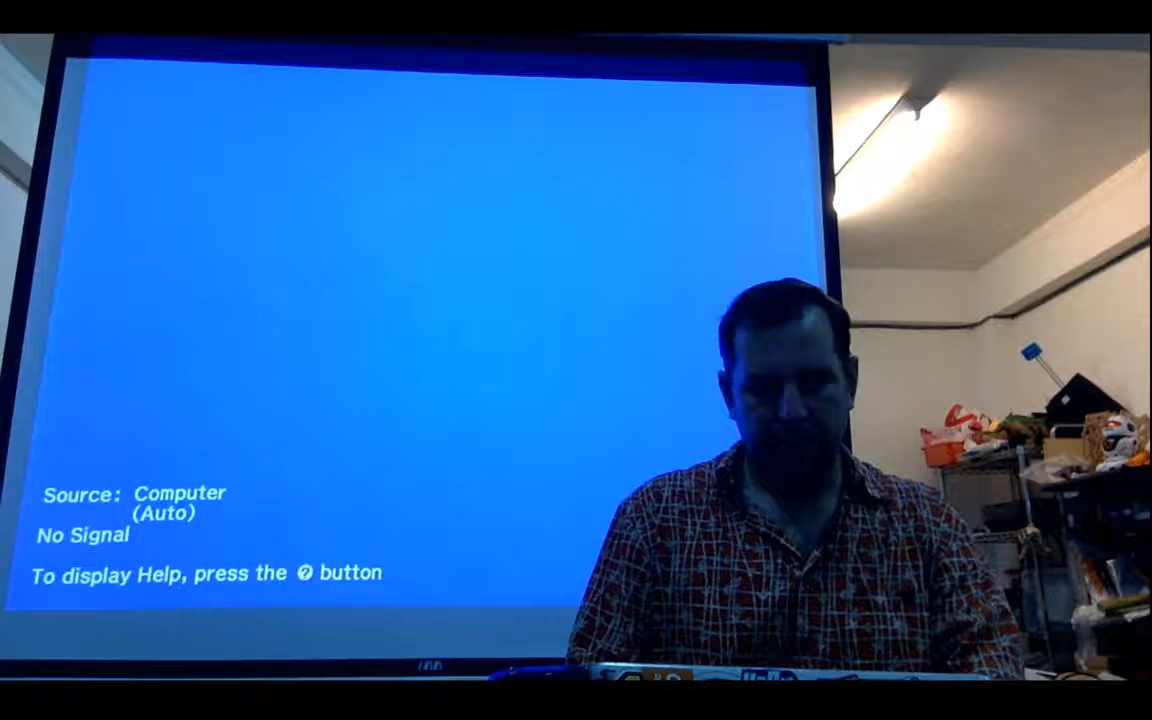 Source: Computer
(Auto)
No Signal
To display Help, press the ? button